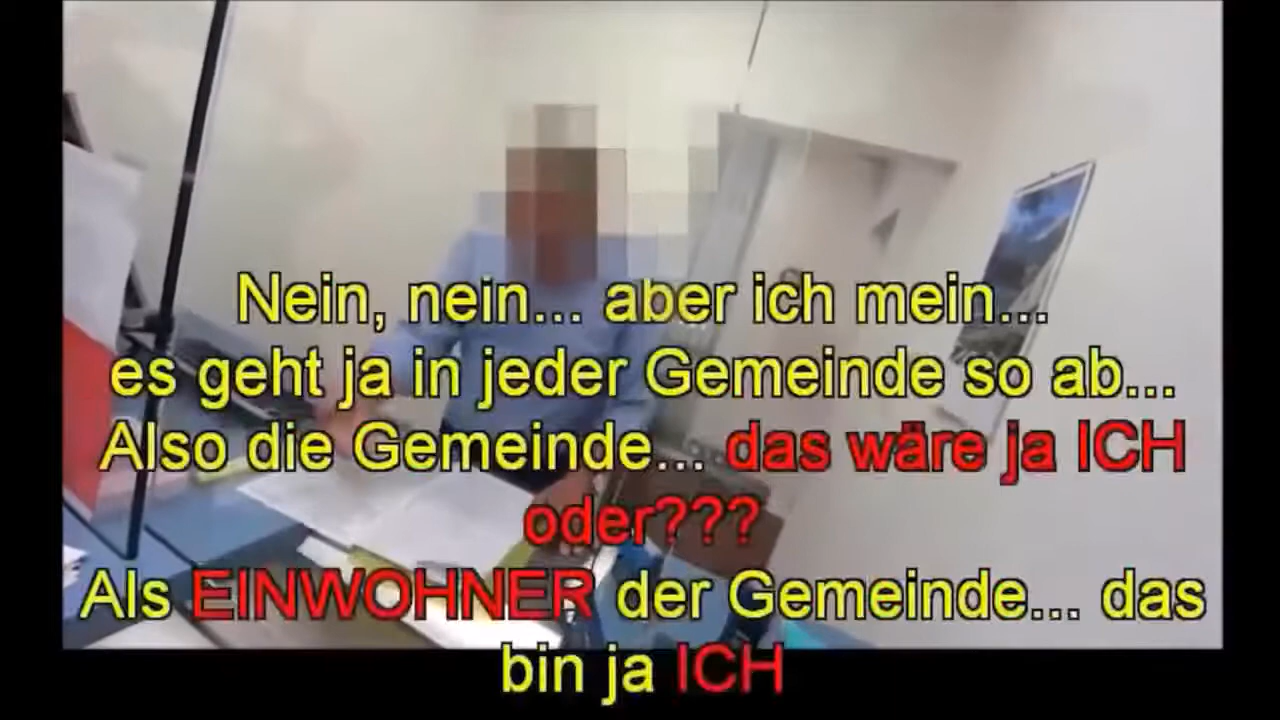 Nein, nein... aber ich mein...
es geht ja in jeder Gemeinde so ab...
Also die Gemeinde... das wäre ja ICH
oder???
Als EINWOHNER der Gemeinde... das
bin ja ICH